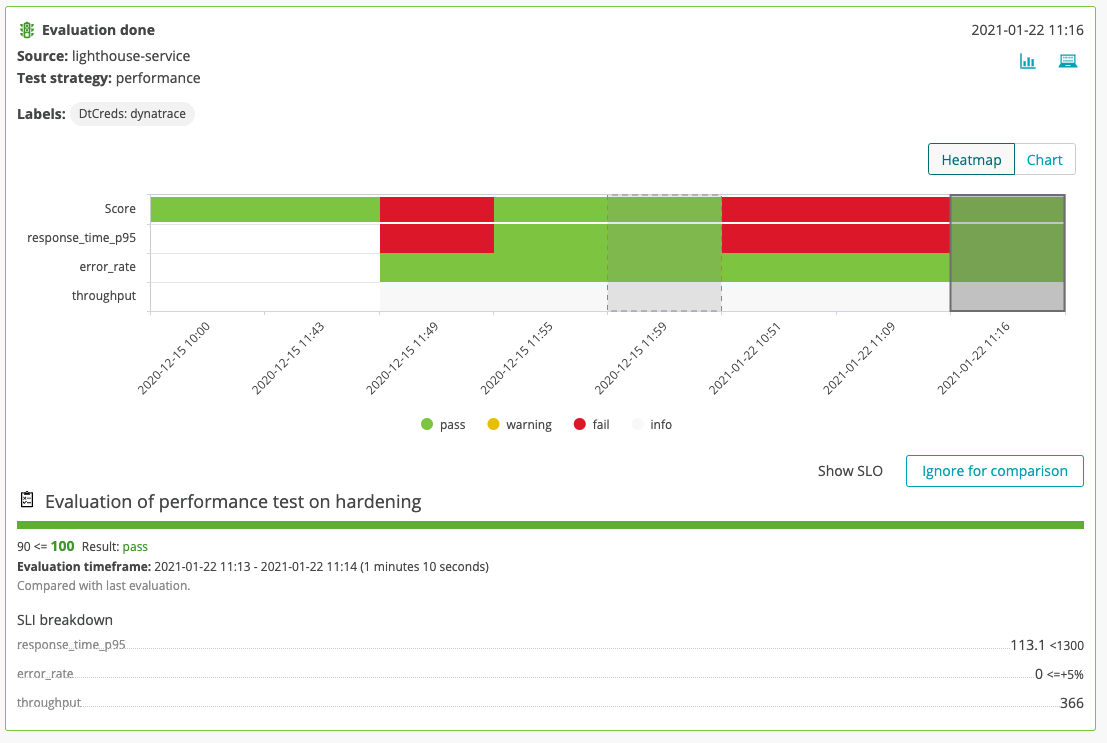 Evaluation done
2021-01-22 11:16
Source: lighthouse-service
Test strategy: performance
Labels: DtCreds: dynatrace
Heatmap Chart
Score
response_time_p95
error_rate
throughput
2020-12-15 10:00
2020-12-15 11:43
2020-12-15 11:49
2020-12-15 11:55
2020-12-15 11:59
2021-01-22 10:51
2021-01-22 11:09
2021-01-22 11:16
pass warning fail info
Show SLO Ignore for comparison
Evaluation of performance test on hardening
90 <= 100 Result: pass
Evaluation timeframe: 2021-01-22 11:13 - 2021-01-22 11:14 (1 minutes 10 seconds)
Compared with last evaluation.
SLI breakdown
response_time_p95 113.1 <1300
error_rate 0 <=+5%
throughput 366